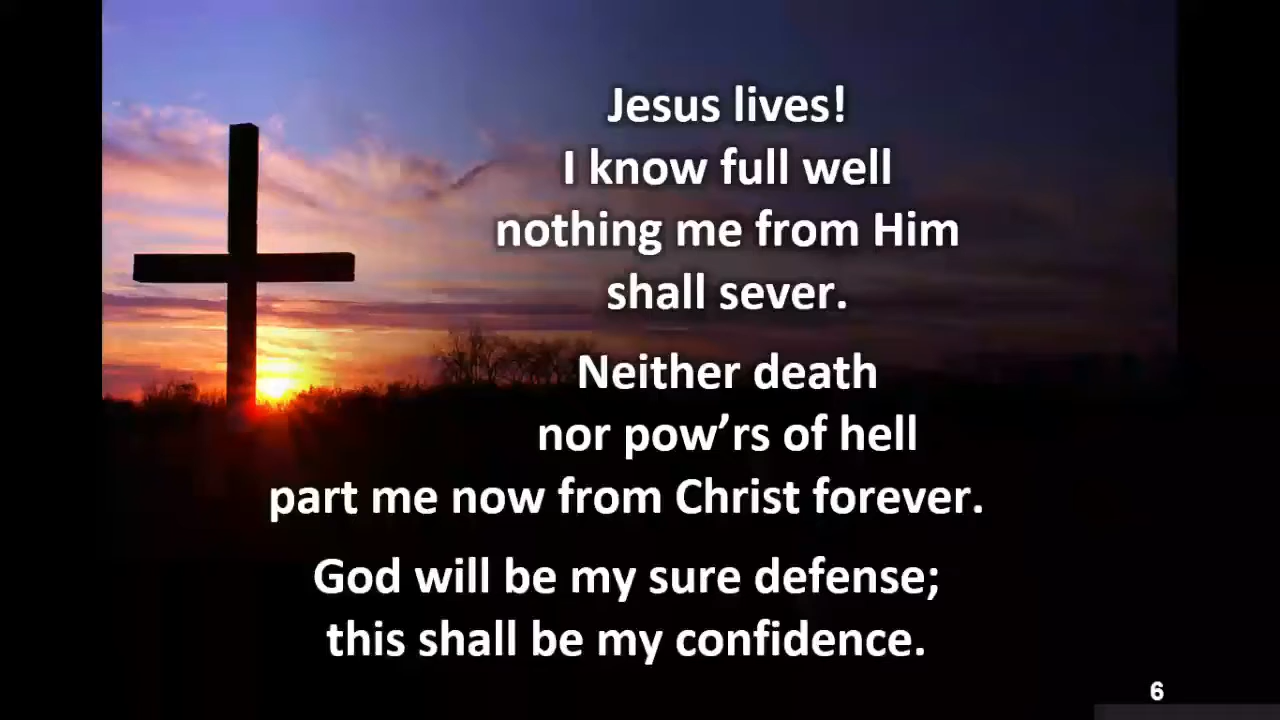 Jesus lives!
I know full well
nothing me from Him
shall sever.
Neither death
nor pow’rs of hell
part me now from Christ forever.
God will be my sure defense;
this shall be my confidence.
6